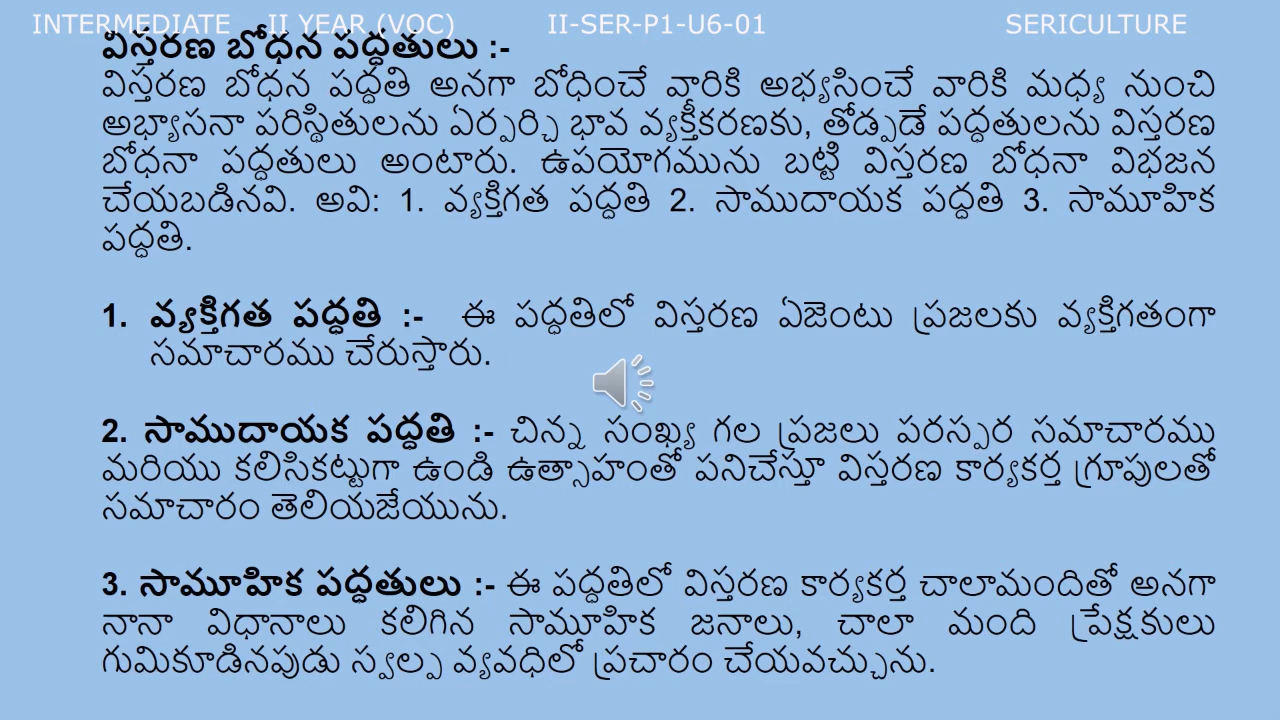 INTERMEDIATE II YEAR (VOC) II-SER-P1-U6-01 SERICULTURE
విస్తరణ బోధన పద్ధతులు :-
విస్తరణ బోధన పద్ధతి అనగా బోధించే వారికి అభ్యసించే వారికి మధ్య నుంచి
అభ్యాసనా పరిస్థితులను ఏర్పర్చి భావ వ్యక్తీకరణకు, తోడ్పడే పద్ధతులను విస్తరణ
బోధనా పద్ధతులు అంటారు. ఉపయోగమును బట్టి విస్తరణ బోధనా విభజన
చేయబడినవి. అవి: 1. వ్యక్తిగత పద్ధతి 2. సాముదాయక పద్ధతి 3. సామూహిక
పద్ధతి.
1. వ్యక్తిగత పద్ధతి :- ఈ పద్ధతిలో విస్తరణ ఏజెంటు ప్రజలకు వ్యక్తిగతంగా
సమాచారము చేరుస్తారు.
2. సాముదాయక పద్ధతి :- చిన్న సంఖ్య గల ప్రజలు పరస్పర సమాచారము
మరియు కలిసికట్టుగా ఉండి ఉత్సాహంతో పనిచేస్తూ విస్తరణ కార్యకర్త గ్రూపులతో
సమాచారం తెలియజేయును.
3. సామూహిక పద్ధతులు :- ఈ పద్ధతిలో విస్తరణ కార్యకర్త చాలామందితో అనగా
నానా విధానాలు కలిగిన సామూహిక జనాలు, చాలా మంది ప్రేక్షకులు
గుమికూడినపుడు స్వల్ప వ్యవధిలో ప్రచారం చేయవచ్చును.